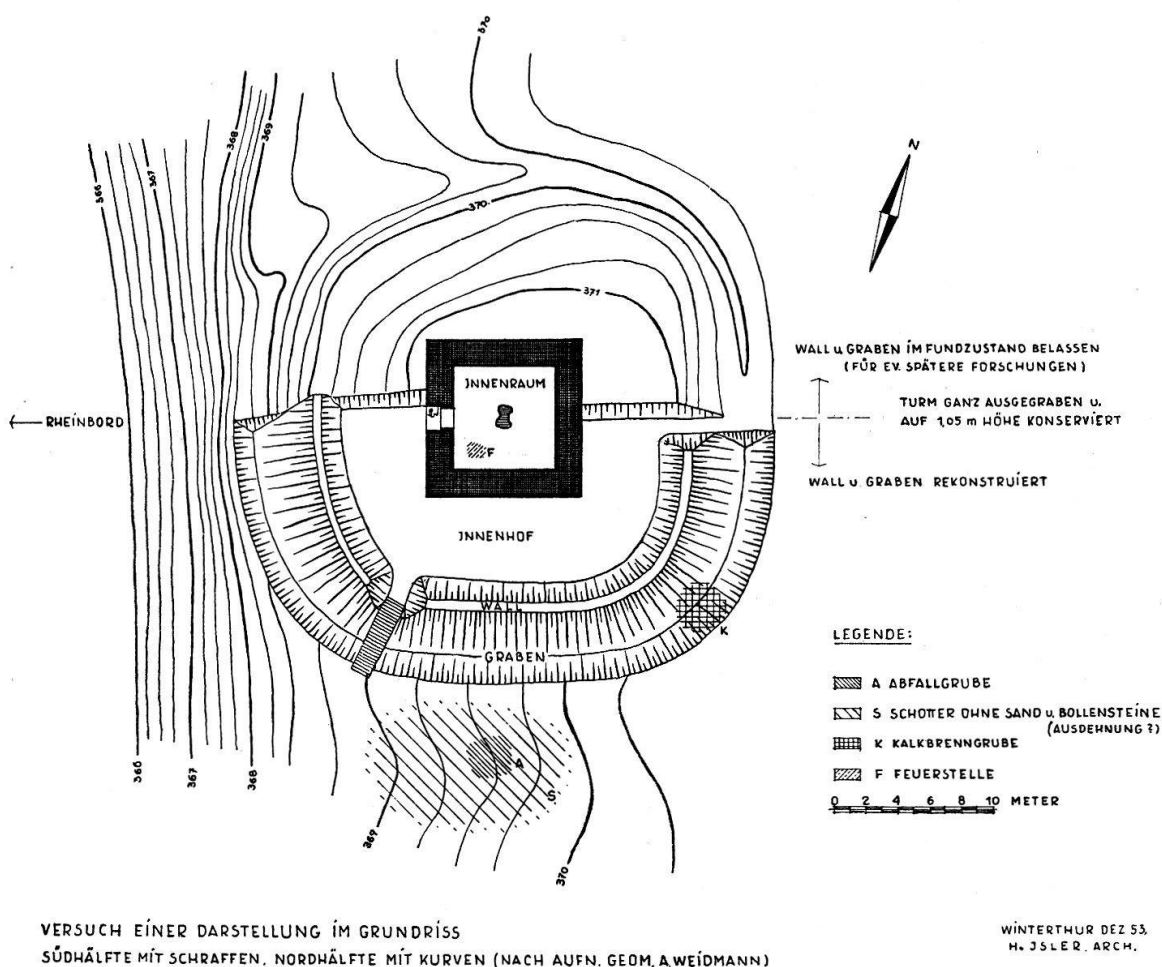 370
368
369
366
367
N
370
371
WALL u. GRABEN IM FUNDZUSTAND BELASSEN
(FÜR EV. SPÄTERE FORSCHUNGEN)
JNNENRAUM
TURM GANZ AUSGEGRABEN U.
AUF 1,05 m HÖHE KONSERVIERT
RHEINBORD
F
WALL u. GRABEN REKONSTRUIERT
JNNENHOF
WALL
K
GRABEN
LEGENDE:
A ABFALLGRUBE
S SCHOTTER OHNE SAND u. BOLLENSTEINE
(AUSDEHNUNG ?)
K KALKBRENNGRUBE
F FEUERSTELLE
0 2 4 6 8 10 METER
366
367
368
A
S
369
370
VERSUCH EINER DARSTELLUNG IM GRUNDRISS
SÜDHÄLFTE MIT SCHRAFFEN, NORDHÄLFTE MIT KURVEN (NACH AUFN. GEOM. A. WEIDMANN)
WINTERTHUR DEZ 53.
H. JSLER. ARCH.